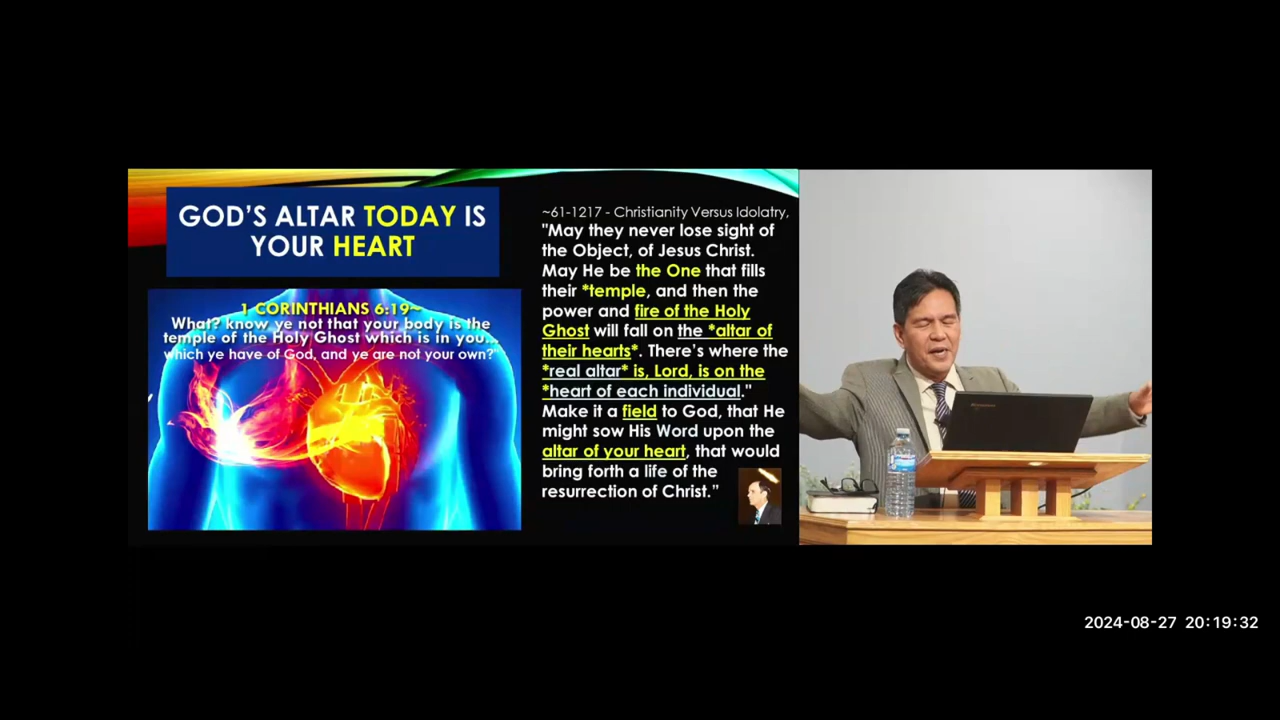 GOD'S ALTAR TODAY IS
YOUR HEART
1 CORINTHIANS 6:19~
What? know ye not that your body is the
temple of the Holy Ghost which is in you...
which ye have of God, and ye are not your own?"
~61-1217 - Christianity Versus Idolatry,
"May they never lose sight of
the Object, of Jesus Christ.
May He be the One that fills
their *temple, and then the
power and fire of the Holy
Ghost will fall on the *altar of
their hearts*. There's where the
*real altar* is, Lord, is on the
*heart of each individual."
Make it a field to God, that He
might sow His Word upon the
altar of your heart, that would
bring forth a life of the
resurrection of Christ."
2024-08-27 20:19:32